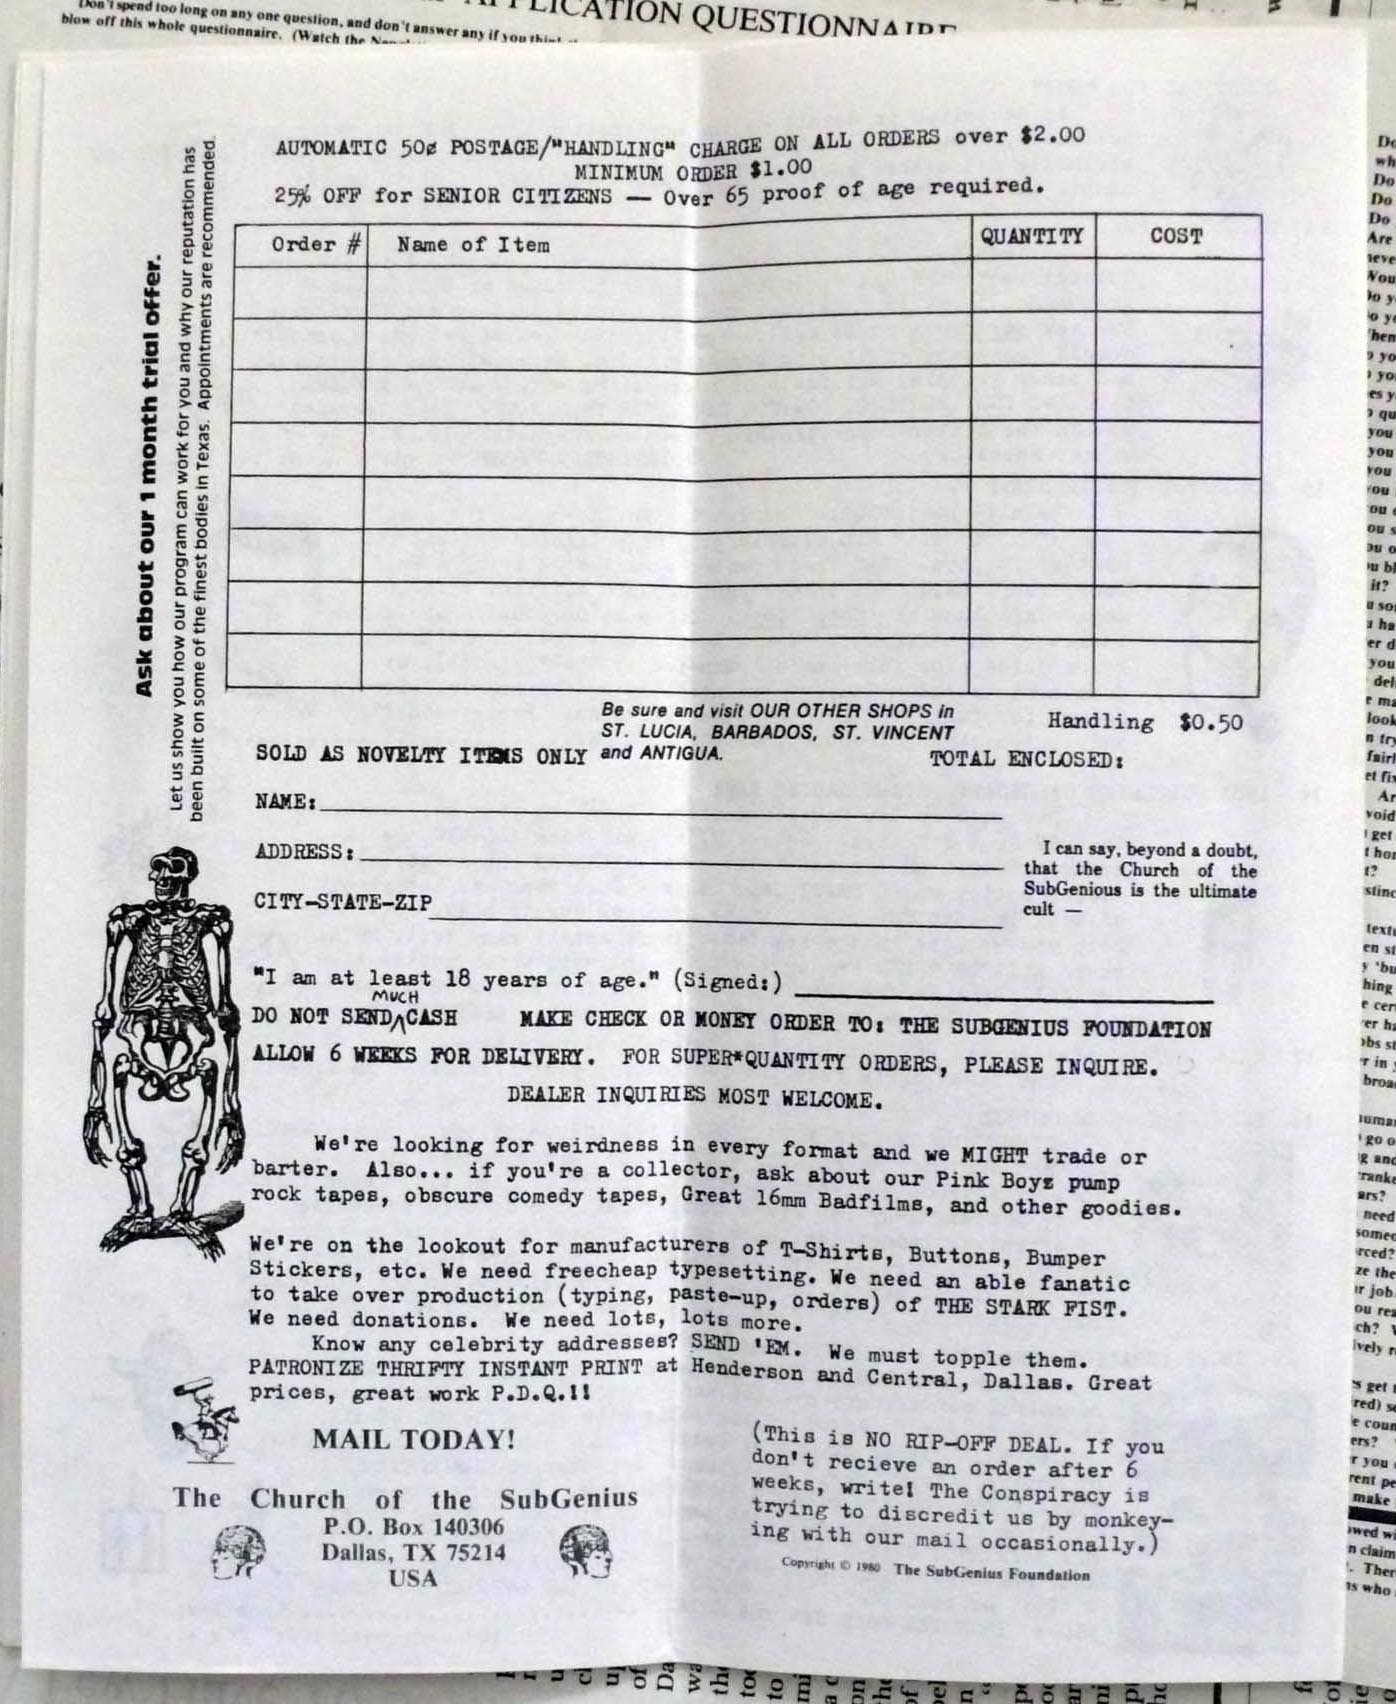 Don't spend too long on any one question, and don't answer any if you
blow off this whole questionnaire. (Watch the
APPLICATION QUESTIONNAIRE
AUTOMATIC 50¢ POSTAGE/"HANDLING" CHARGE ON ALL ORDERS over $2.00
MINIMUM ORDER $1.00
25% OFF for SENIOR CITIZENS — Over 65 proof of age required.
Ask about our 1 month trial offer.
Let us show you how our program can work for you and why our reputation has
been built on some of the finest bodies in Texas. Appointments are recommended.
Order # Name of Item QUANTITY COST
Be sure and visit OUR OTHER SHOPS in
ST. LUCIA, BARBADOS, ST. VINCENT
and ANTIGUA.
Handling $0.50
SOLD AS NOVELTY ITEMS ONLY
TOTAL ENCLOSED:
NAME:
ADDRESS:
CITY-STATE-ZIP
I can say, beyond a doubt,
that the Church of the
SubGenious is the ultimate
cult —
"I am at least 18 years of age." (Signed:)
MUCH
DO NOT SEND CASH MAKE CHECK OR MONEY ORDER TO: THE SUBGENIUS FOUNDATION
ALLOW 6 WEEKS FOR DELIVERY. FOR SUPER*QUANTITY ORDERS, PLEASE INQUIRE.
DEALER INQUIRIES MOST WELCOME.
We're looking for weirdness in every format and we MIGHT trade or
barter. Also... if you're a collector, ask about our Pink Boyz pump
rock tapes, obscure comedy tapes, Great 16mm Badfilms, and other goodies.
We're on the lookout for manufacturers of T-Shirts, Buttons, Bumper
Stickers, etc. We need freecheap typesetting. We need an able fanatic
to take over production (typing, paste-up, orders) of THE STARK FIST.
We need donations. We need lots, lots more.
Know any celebrity addresses? SEND 'EM. We must topple them.
PATRONIZE THRIFTY INSTANT PRINT at Henderson and Central, Dallas. Great
prices, great work P.D.Q.!!
MAIL TODAY!
The Church of the SubGenius
P.O. Box 140306
Dallas, TX 75214
USA
(This is NO RIP-OFF DEAL. If you
don't recieve an order after 6
weeks, write! The Conspiracy is
trying to discredit us by monkey-
ing with our mail occasionally.)
Copyright © 1980 The SubGenius Foundation